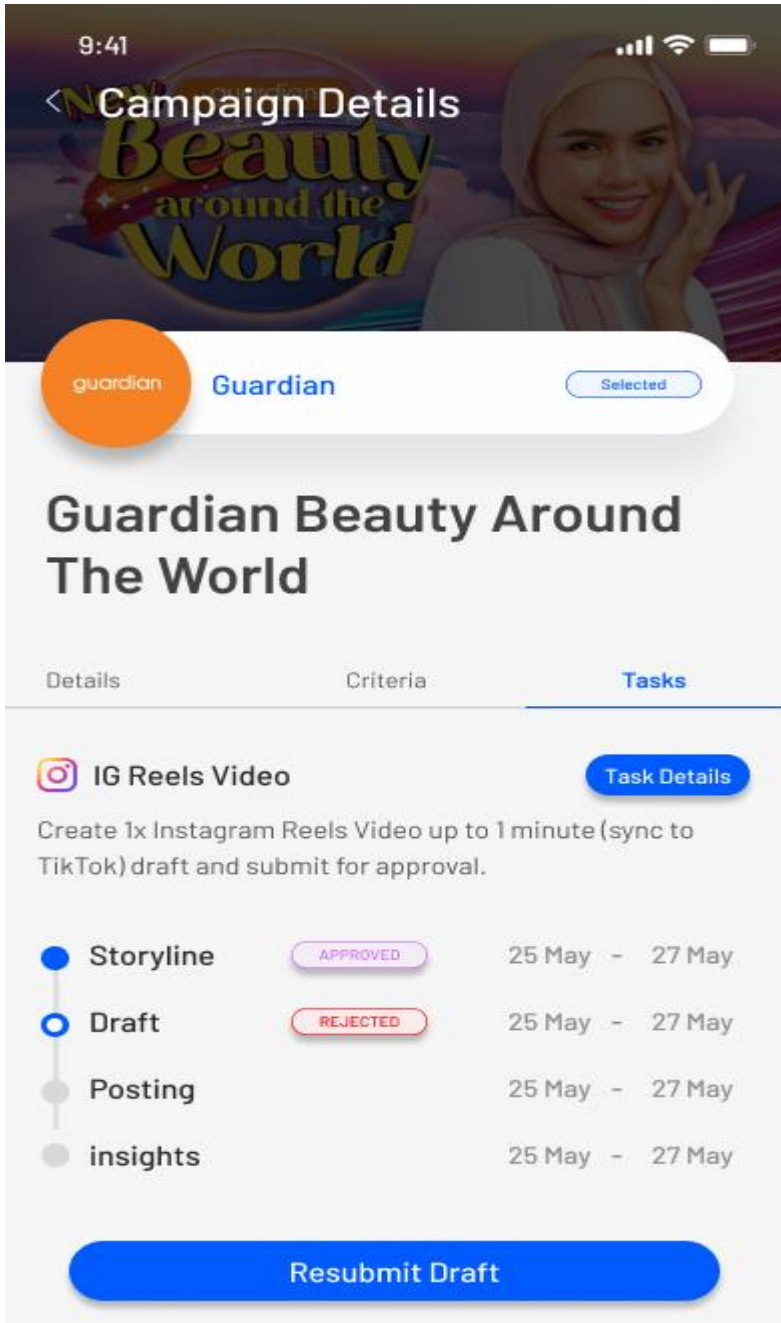 9:41
Campaign Details
New guardian
Beauty
around the
World
guardian
Guardian
Selected
Guardian Beauty Around
The World
Details Criteria Tasks
IG Reels Video Task Details
Create 1x Instagram Reels Video up to 1 minute (sync to
TikTok) draft and submit for approval.
Storyline APPROVED 25 May - 27 May
Draft REJECTED 25 May - 27 May
Posting 25 May - 27 May
insights 25 May - 27 May
Resubmit Draft